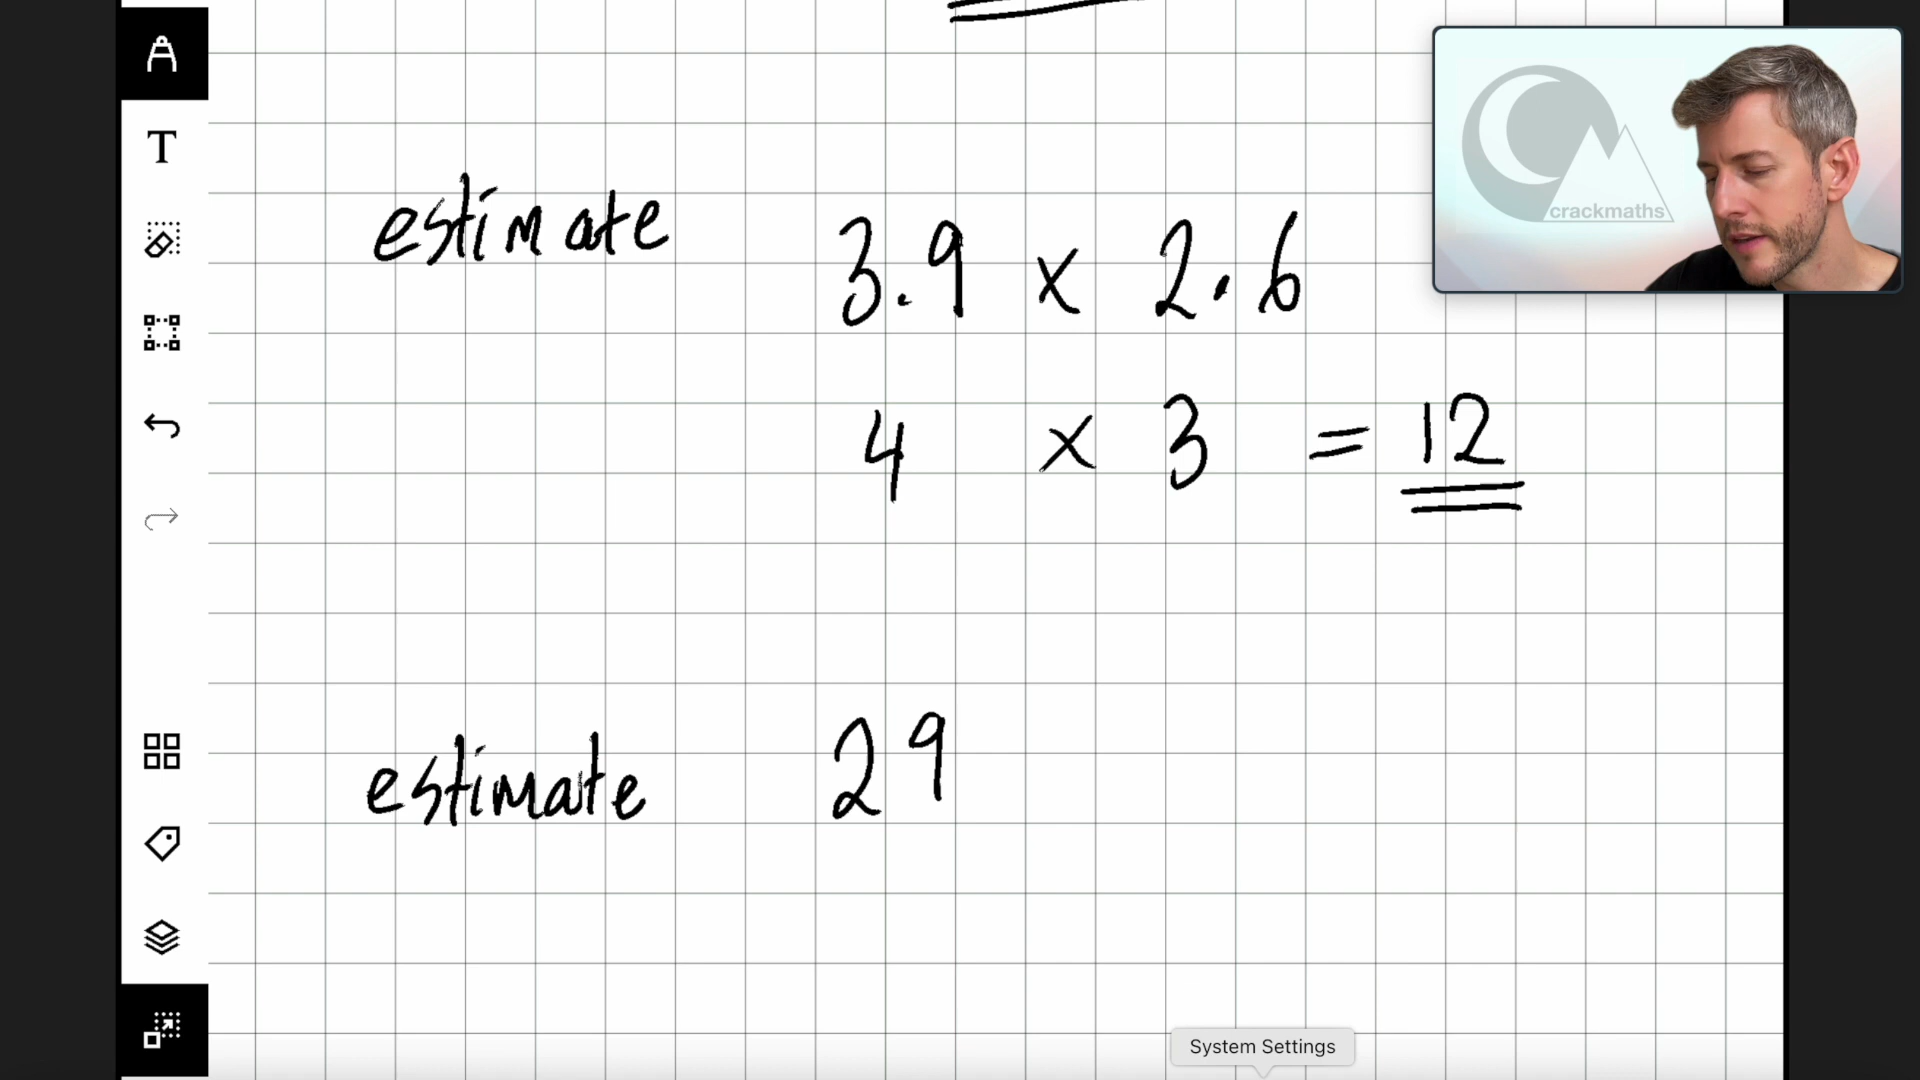 T
crackmaths
estimate 3.9 x 2.6
4 x 3 = 12
estimate 29
System Settings